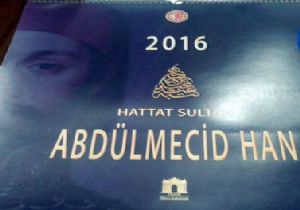 2016
HATTAT SULTAN
ABDÜLMECİD HAN